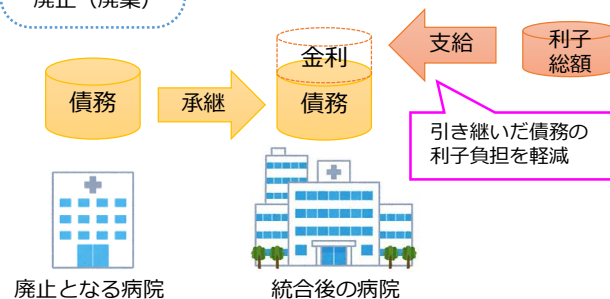 廃止（廃業）
金利
支給
利子
総額
債務
承継
債務
引き継いだ債務の
利子負担を軽減
廃止となる病院
統合後の病院